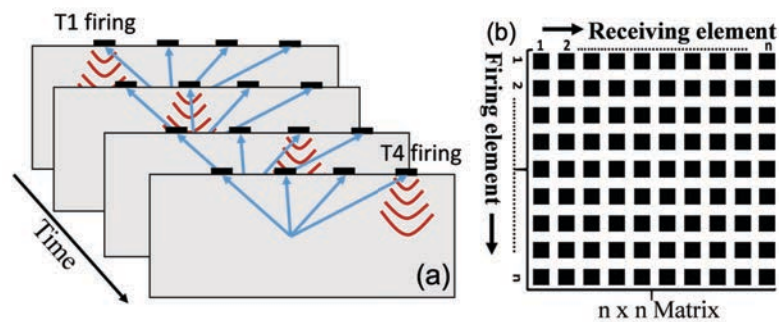 T1 firing
T4 firing
Time
(a)
(b)
Receiving element
1 2 n
Firing element
1
2
n
n x n Matrix